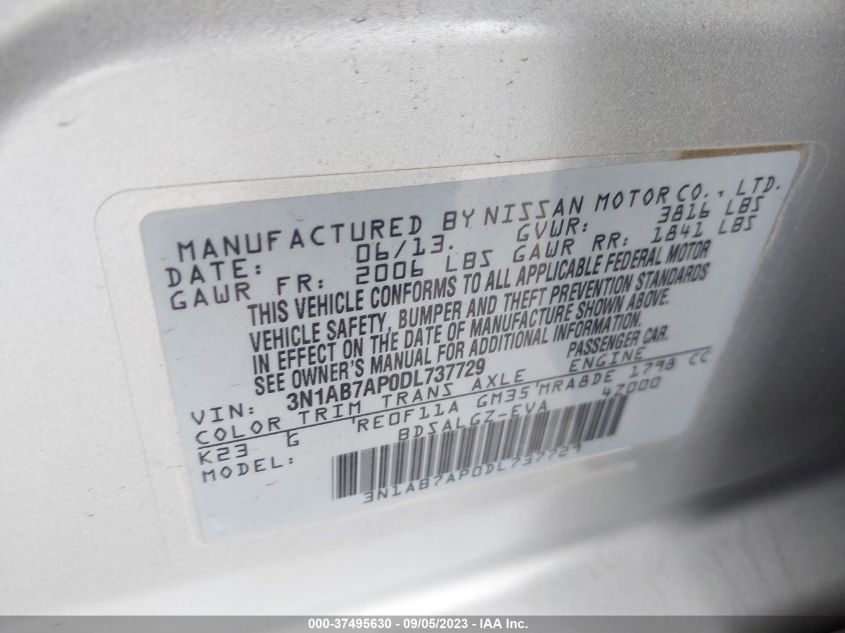 MANUFACTURED BY NISSAN MOTOR CO., LTD.
DATE: 06/13. GVWR: 3816 LBS
GAWR FR: 2006 LBS GAWR RR: 1841 LBS
THIS VEHICLE CONFORMS TO ALL APPLICABLE FEDERAL MOTOR
VEHICLE SAFETY, BUMPER AND THEFT PREVENTION STANDARDS
IN EFFECT ON THE DATE OF MANUFACTURE SHOWN ABOVE.
SEE OWNER'S MANUAL FOR ADDITIONAL INFORMATION.
VIN: 3N1AB7AP0DL737729 PASSENGER CAR.
COLOR TRIM TRANS AXLE ENGINE
K23 G 'RE0F11A GM35'MRA8DE 1798 CC
MODEL: BDSALGZ-EVA 4Z000
3N1AB7AP0DL737729
000-37495630 - 09/05/2023 - IAA Inc.